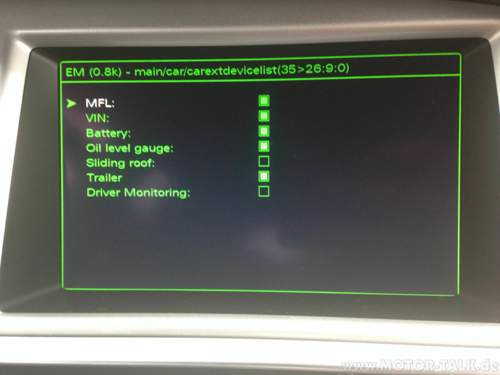 EM (0.8k) - main/car/carextdevicelist(35>26:9:0)
MFL:
VIN:
Battery:
Oil level gauge:
Sliding roof:
Trailer
Driver Monitoring:
www.MOTOR-TALK.de